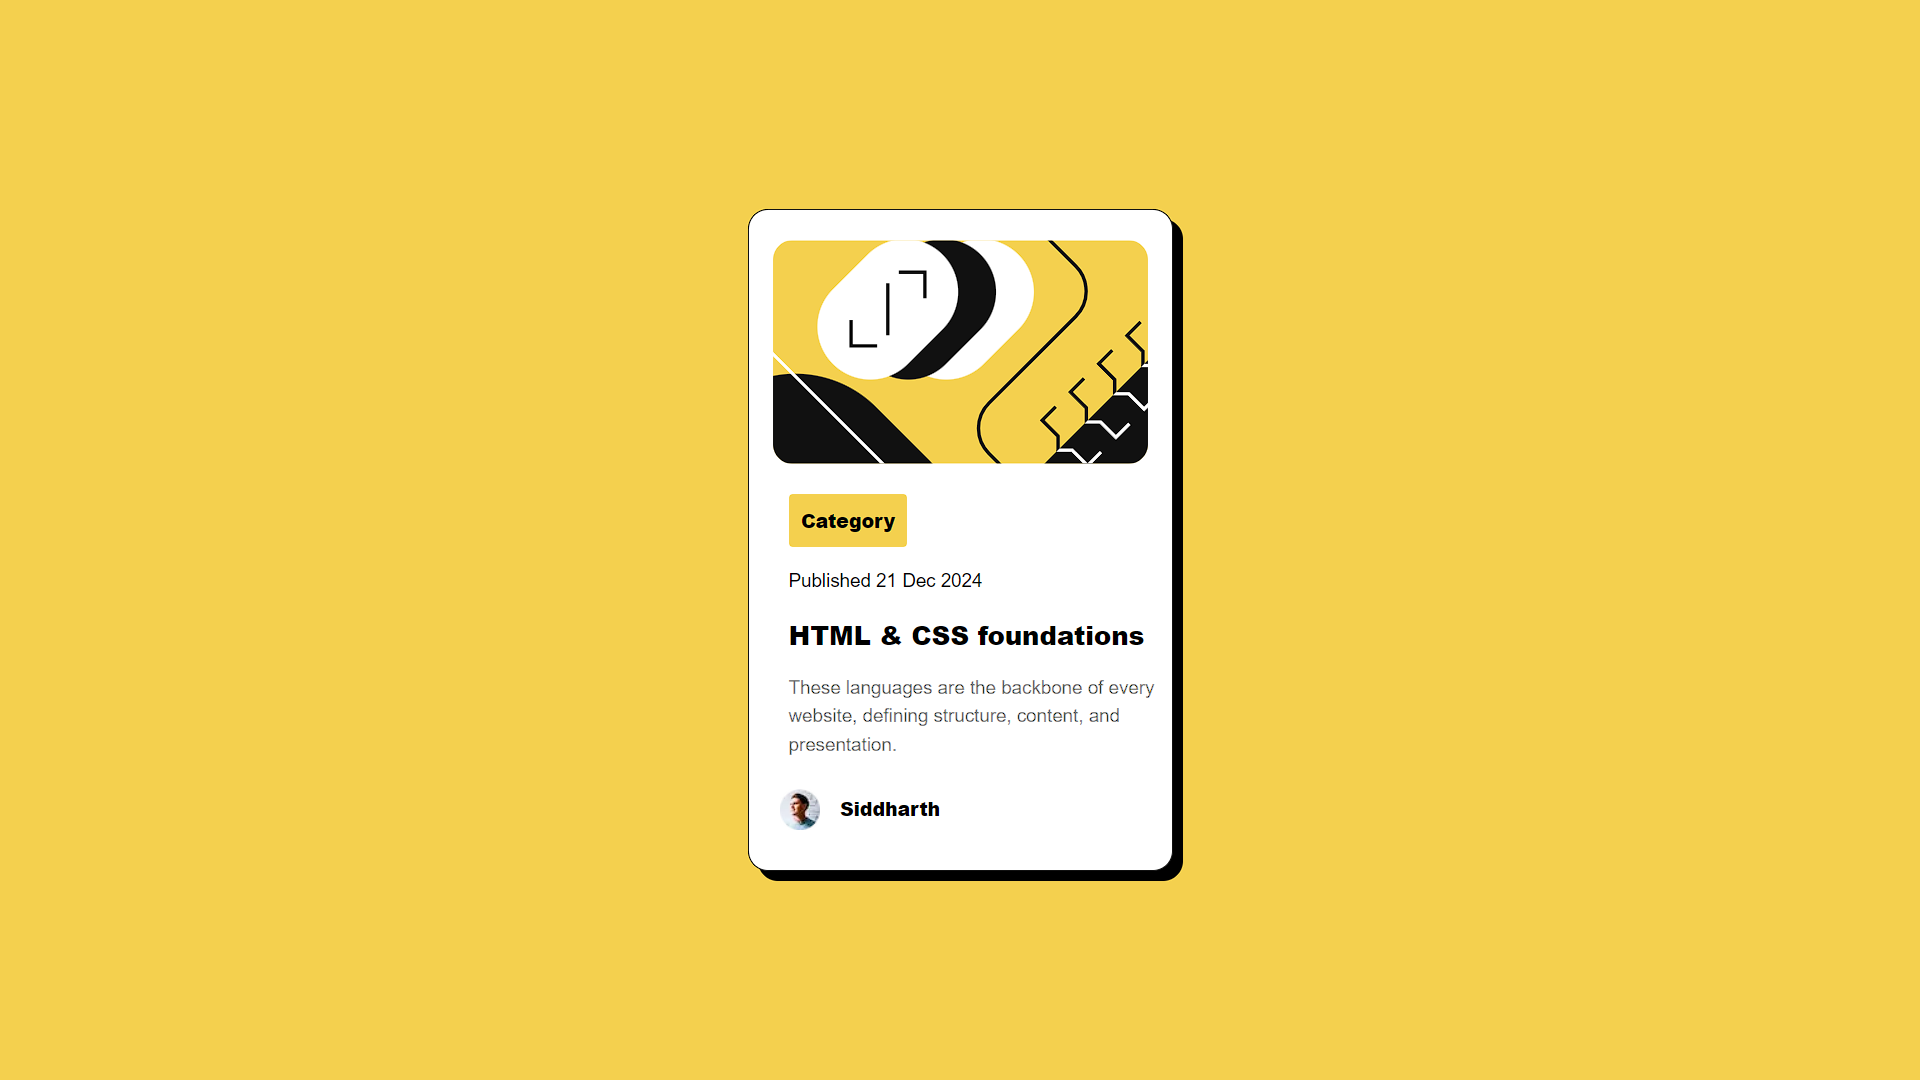 Category
Published 21 Dec 2024
HTML & CSS foundations
These languages are the backbone of every
website, defining structure, content, and
presentation.
Siddharth